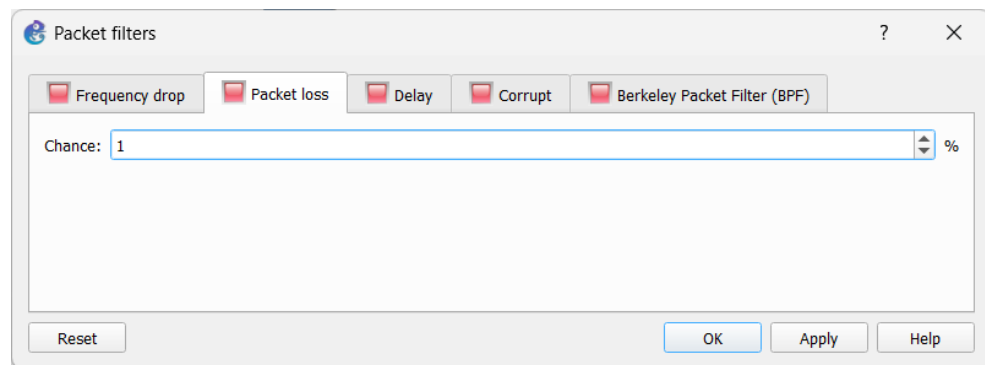 Packet filters ? ✕
Frequency drop Packet loss Delay Corrupt Berkeley Packet Filter (BPF)
Chance: 1 %
Reset OK Apply Help